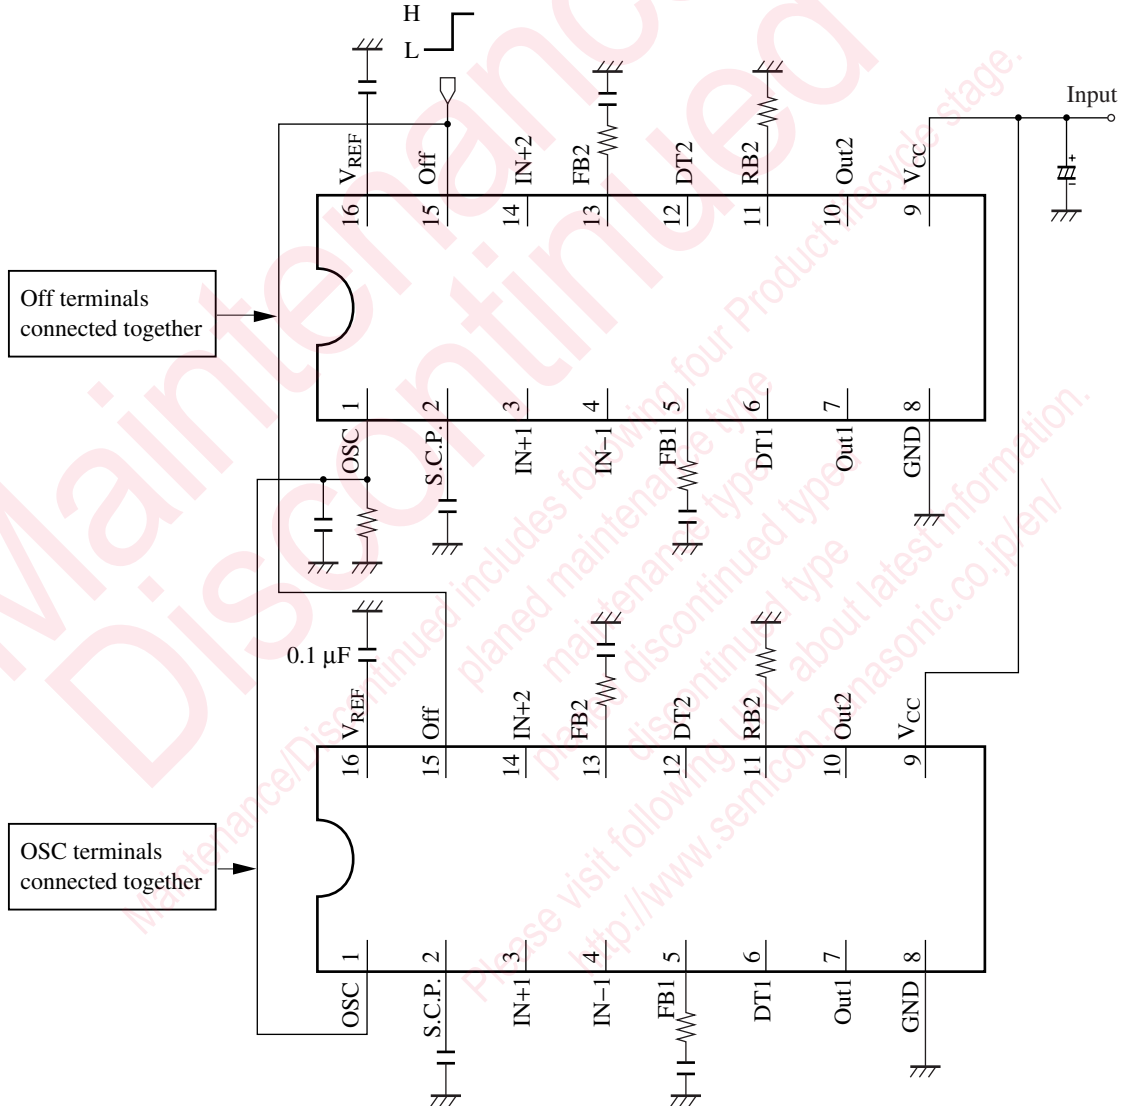 H
L
Input
VREF
Off
IN+2
FB2
DT2
RB2
Out2
VCC
16
15
14
13
12
11
10
9
Off terminals
connected together
1
2
3
4
5
6
7
8
OSC
S.C.P.
IN+1
IN−1
FB1
DT1
Out1
GND
0.1 µF
VREF
Off
IN+2
FB2
DT2
RB2
Out2
VCC
16
15
14
13
12
11
10
9
OSC terminals
connected together
1
2
3
4
5
6
7
8
OSC
S.C.P.
IN+1
IN−1
FB1
DT1
Out1
GND
Maintenance
Discontinued
Maintenance/Discontinued includes following four Product lifecycle stage.
planed maintenance type
maintenance type
planed discontinued typed
discontinued type
Please visit following URL about latest information.
http://www.semicon.panasonic.co.jp/en/